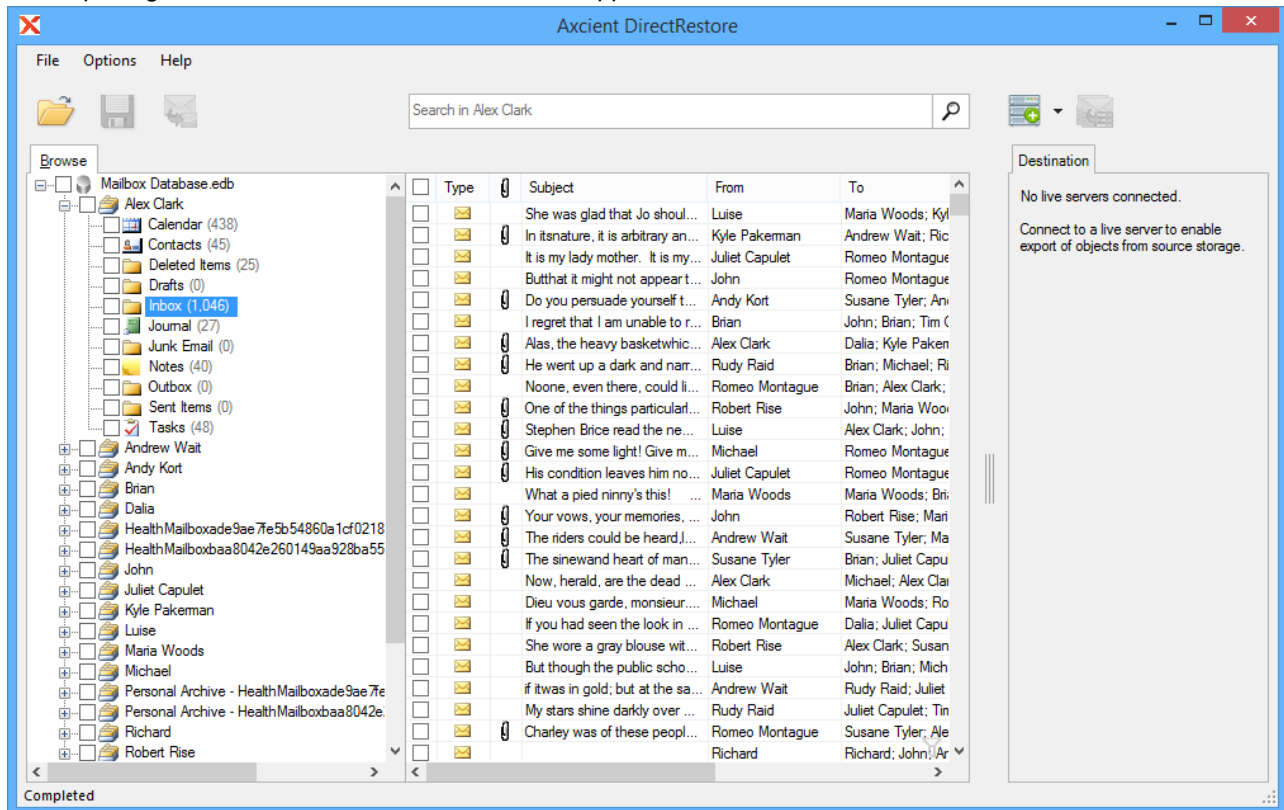 Axcient DirectRestore
File Options Help
Search in Alex Clark
Browse
Mailbox Database.edb
Alex Clark
Calendar (438)
Contacts (45)
Deleted Items (25)
Drafts (0)
Inbox (1,046)
Journal (27)
Junk Email (0)
Notes (40)
Outbox (0)
Sent Items (0)
Tasks (48)
Andrew Wait
Andy Kort
Brian
Dalia
HealthMailboxade9ae7fe5b54860a1cf0218
HealthMailboxbaa8042e260149aa928ba55
John
Juliet Capulet
Kyle Pakerman
Luise
Maria Woods
Michael
Personal Archive - HealthMailboxade9ae7fe
Personal Archive - HealthMailboxbaa8042e
Richard
Robert Rise
Type Subject From To
She was glad that Jo shoul... Luise Maria Woods; Kyl
In itsnature, it is arbitrary an... Kyle Pakerman Andrew Wait; Ric
It is my lady mother. It is my... Juliet Capulet Romeo Montague
Butthat it might not appear t... John Romeo Montague
Do you persuade yourself t... Andy Kort Susane Tyler; An
I regret that I am unable to r... Brian John; Brian; Tim
Alas, the heavy basketwhic... Alex Clark Dalia; Kyle Paker
He went up a dark and narr... Rudy Raid Brian; Michael; Ri
Noone, even there, could li... Romeo Montague Brian; Alex Clark;
One of the things particularl... Robert Rise John; Maria Woo
Stephen Brice read the ne... Luise Alex Clark; John;
Give me some light! Give m... Michael Romeo Montague
His condition leaves him no... Juliet Capulet Romeo Montague
What a pied ninny's this! ... Maria Woods Maria Woods; Bri
Your vows, your memories, ... John Robert Rise; Mari
The riders could be heard,l... Andrew Wait Susane Tyler; Ma
The sinewand heart of man... Susane Tyler Brian; Juliet Capu
Now, herald, are the dead ... Alex Clark Michael; Alex Cla
Dieu vous garde, monsieur.... Michael Maria Woods; Ro
If you had seen the look in ... Romeo Montague Dalia; Juliet Capu
She wore a gray blouse wit... Robert Rise Alex Clark; Susan
But though the public scho... Luise John; Brian; Mich
if itwas in gold; but at the sa... Andrew Wait Rudy Raid; Juliet
My stars shine darkly over ... Rudy Raid Juliet Capulet; Tim
Charley was of these peopl... Romeo Montague Susane Tyler; Ale
Richard Richard; John; Ar
Destination
No live servers connected.
Connect to a live server to enable
export of objects from source storage.
Completed